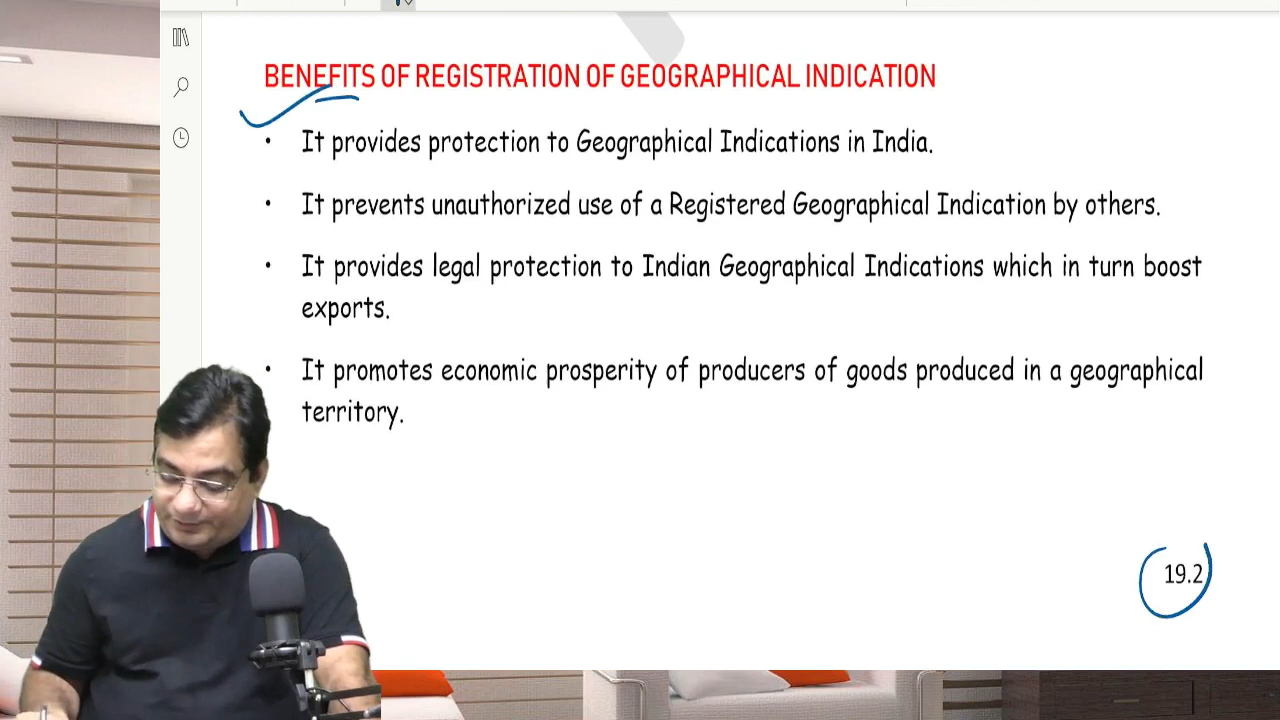 BENEFITS OF REGISTRATION OF GEOGRAPHICAL INDICATION
• It provides protection to Geographical Indications in India.
• It prevents unauthorized use of a Registered Geographical Indication by others.
• It provides legal protection to Indian Geographical Indications which in turn boost
exports.
• It promotes economic prosperity of producers of goods produced in a geographical
territory.
19.2